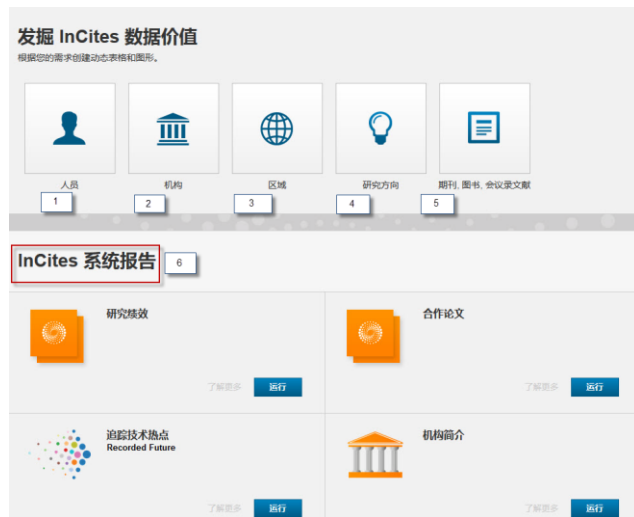 发掘 InCites 数据价值
根据您的需求创建动态表格和图形。
人员 机构 区域 研究方向 期刊, 图书, 会议录文献
1 2 3 4 5
InCites 系统报告 6
研究绩效 合作论文
了解更多 运行 了解更多 运行
追踪技术热点 机构简介
Recorded Future
了解更多 运行 了解更多 运行